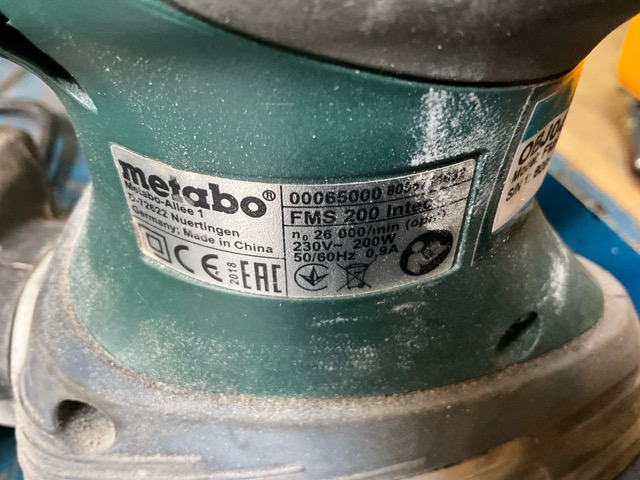 metabo®
Metabo-Allee 1
D-72622 Nuertingen
Germany; Made in China
CE 2018 EAC
00065000
FMS 200 Intec
n₀ 26 000/min (opm)
230V~ 200W
50/60Hz 0,9A